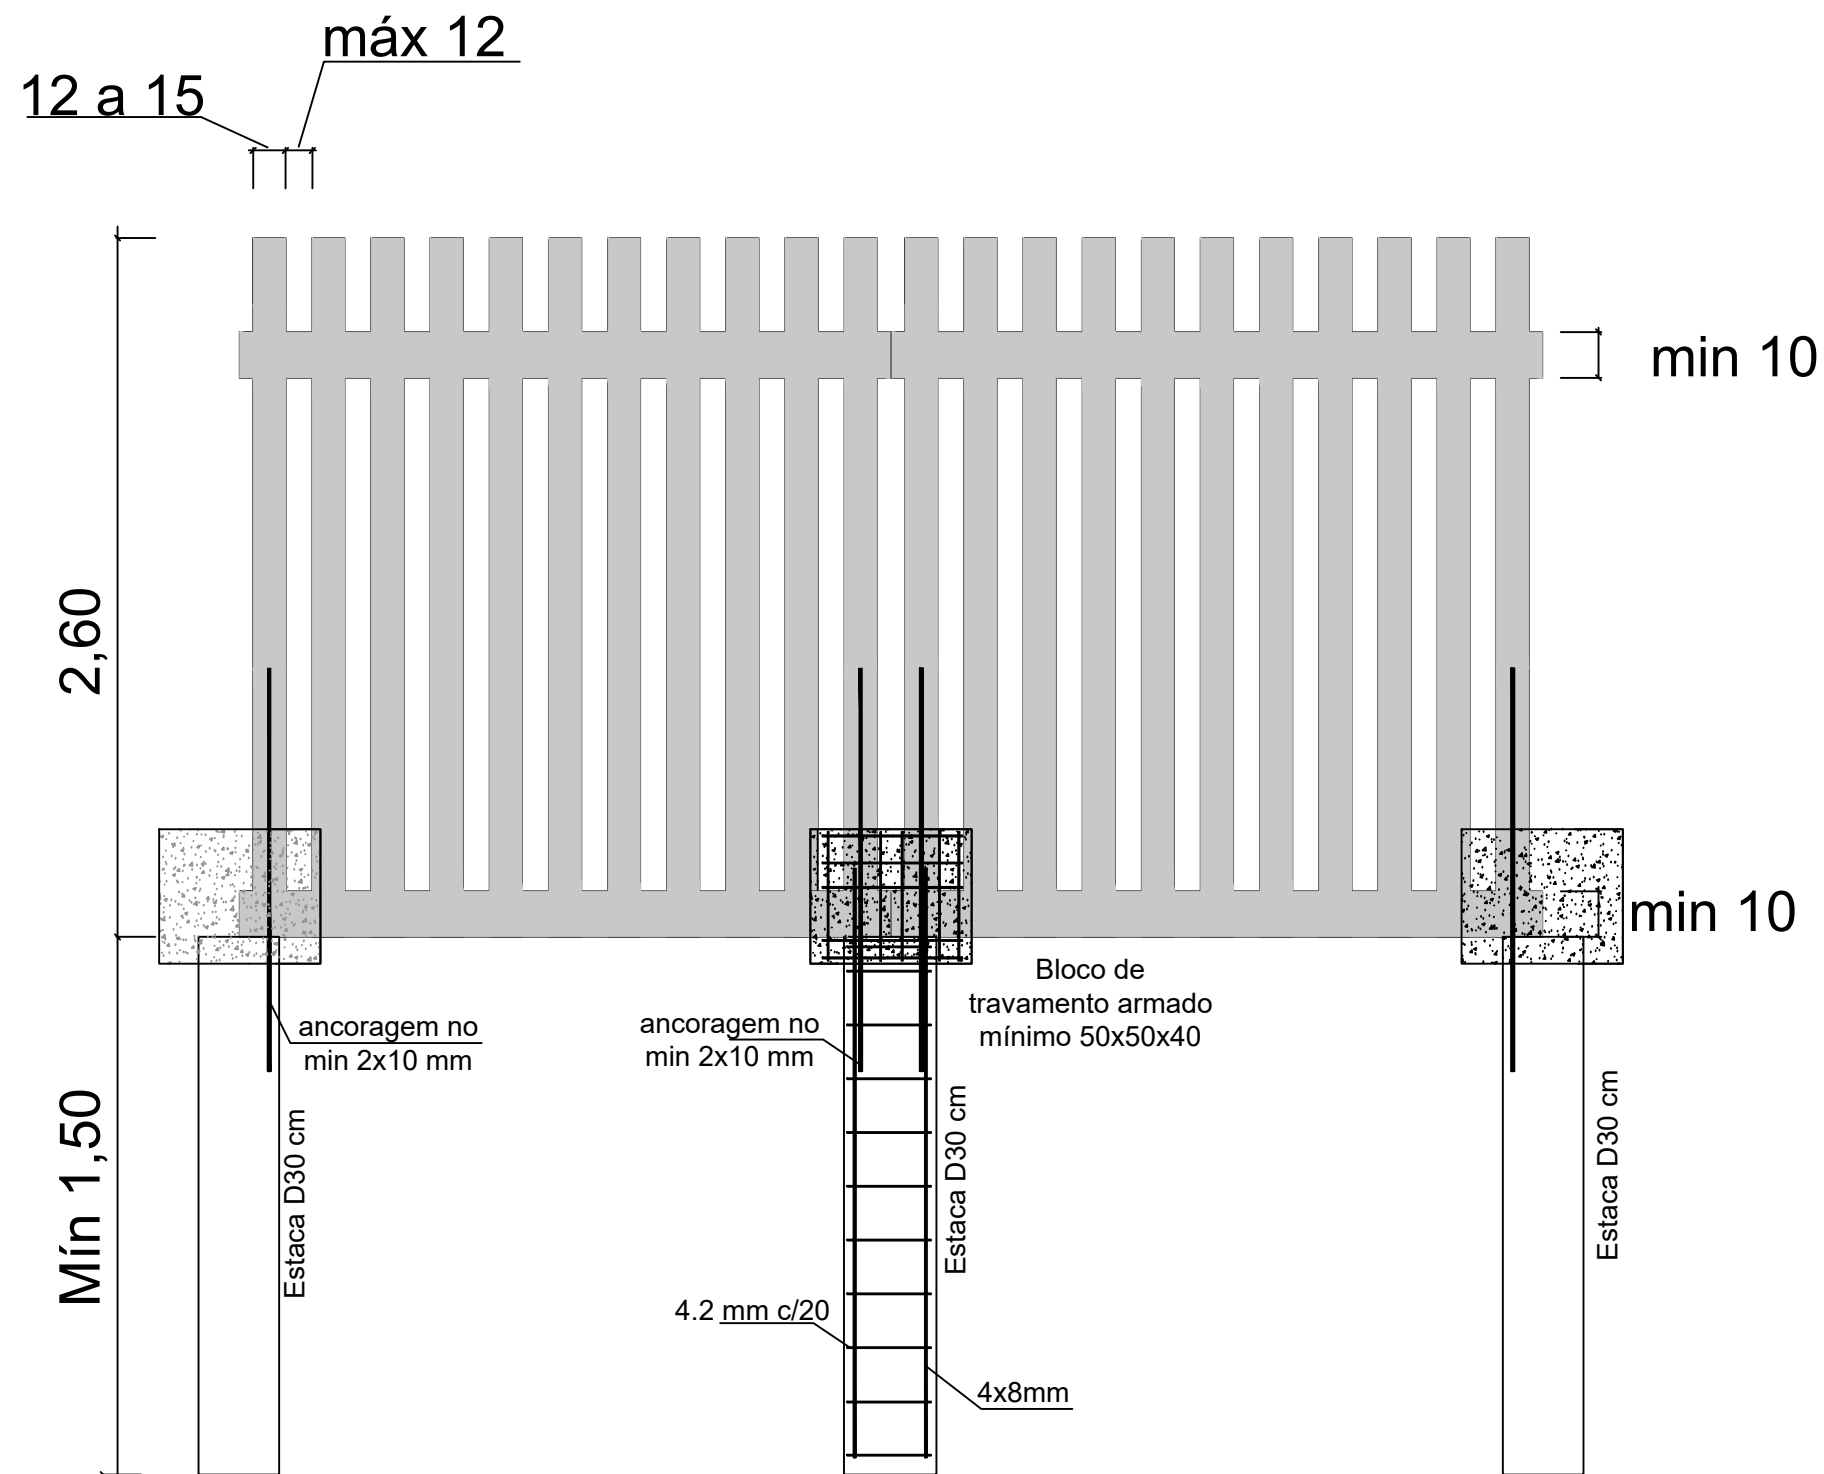 máx 12
12 a 15
min 10
2,60
min 10
Bloco de
travamento armado
mínimo 50x50x40
ancoragem no
min 2x10 mm
ancoragem no
min 2x10 mm
Mín 1,50
Estaca D30 cm
Estaca D30 cm
Estaca D30 cm
4.2 mm c/20
4x8mm